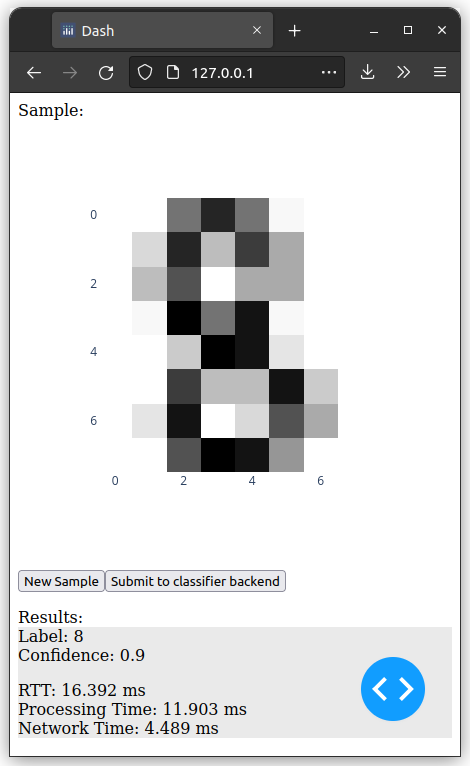 Dash
127.0.0.1
Sample:
0
2
4
6
0 2 4 6
New Sample Submit to classifier backend
Results:
Label: 8
Confidence: 0.9
RTT: 16.392 ms
Processing Time: 11.903 ms
Network Time: 4.489 ms